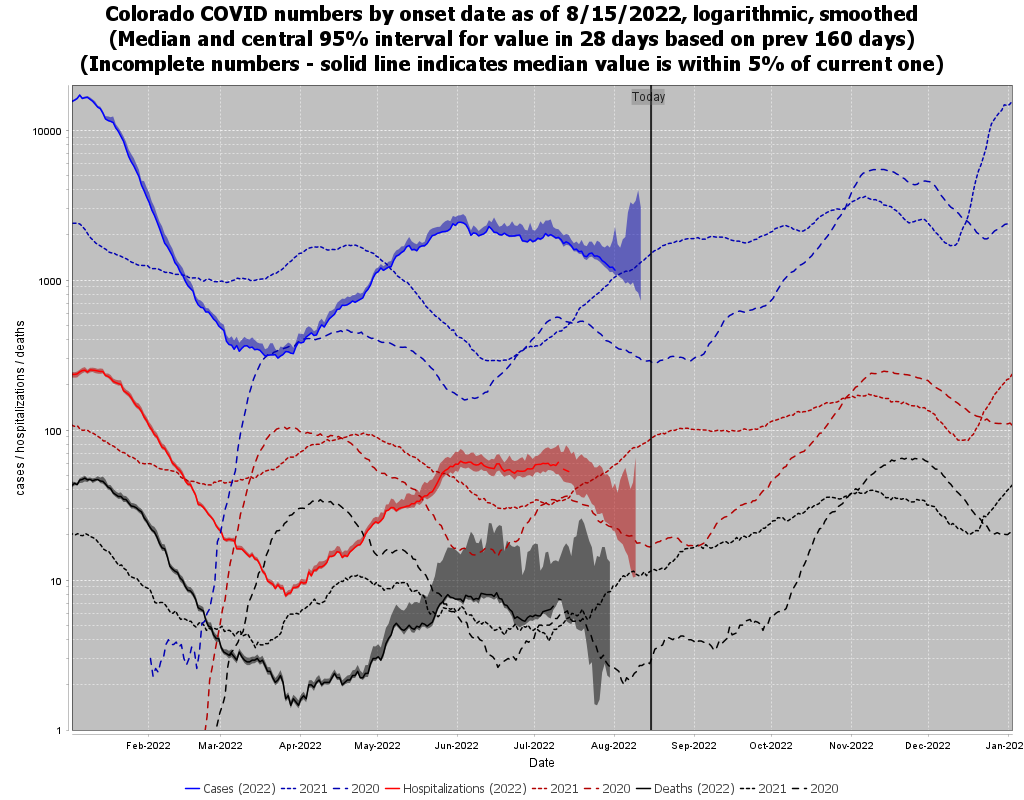 Colorado COVID numbers by onset date as of 8/15/2022, logarithmic, smoothed
(Median and central 95% interval for value in 28 days based on prev 160 days)
(Incomplete numbers - solid line indicates median value is within 5% of current one)
Today
10000
1000
100
10
1
cases / hospitalizations / deaths
Feb-2022 Mar-2022 Apr-2022 May-2022 Jun-2022 Jul-2022 Aug-2022 Sep-2022 Oct-2022 Nov-2022 Dec-2022 Jan-202
Date
Cases (2022) 2021 2020 Hospitalizations (2022) 2021 2020 Deaths (2022) 2021 2020